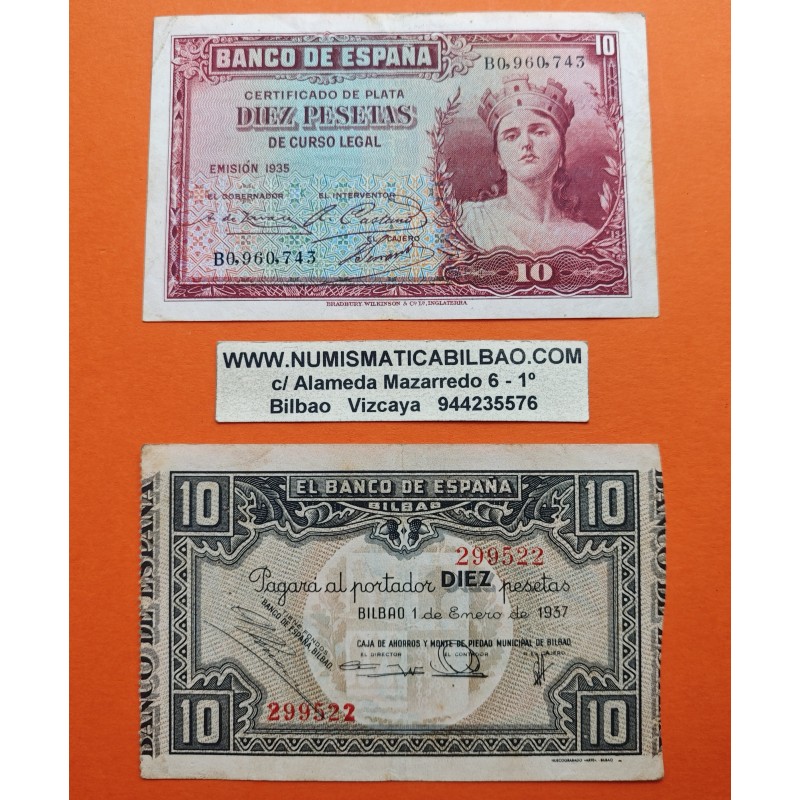 BANCO DE ESPAÑA
10
B0,960,743
CERTIFICADO DE PLATA
DIEZ PESETAS
DE CURSO LEGAL
EMISIÓN 1935
EL GOBERNADOR EL INTERVENTOR
EL CAJERO
B0,960,743
10
BRADBURY, WILKINSON & Cº Lº, INGLATERRA
WWW.NUMISMATICABILBAO.COM
c/ Alameda Mazarredo 6 - 1º
Bilbao Vizcaya 944235576
10
EL BANCO DE ESPAÑA
10
BILBAO
299522
Pagará al portador DIEZ pesetas
BILBAO 1 de Enero de 1937
BANCO DE ESPAÑA, BILBAO
CAJA DE AHORROS Y MONTE DE PIEDAD MUNICIPAL DE BILBAO
EL DIRECTOR EL CONTADOR EL CAJERO
299522
10
10
BANCO DE ESPAÑA